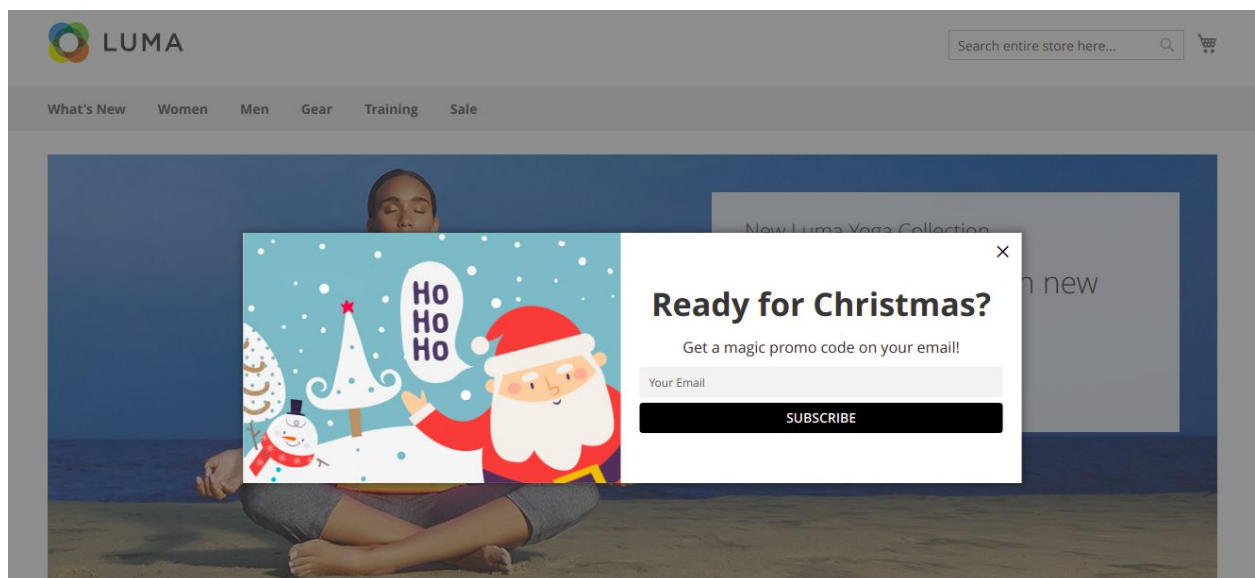 LUMA
Search entire store here...
What's New Women Men Gear Training Sale
New Luma Yoga Collection
new
Ho
Ho
Ho
Ready for Christmas?
Get a magic promo code on your email!
Your Email
SUBSCRIBE